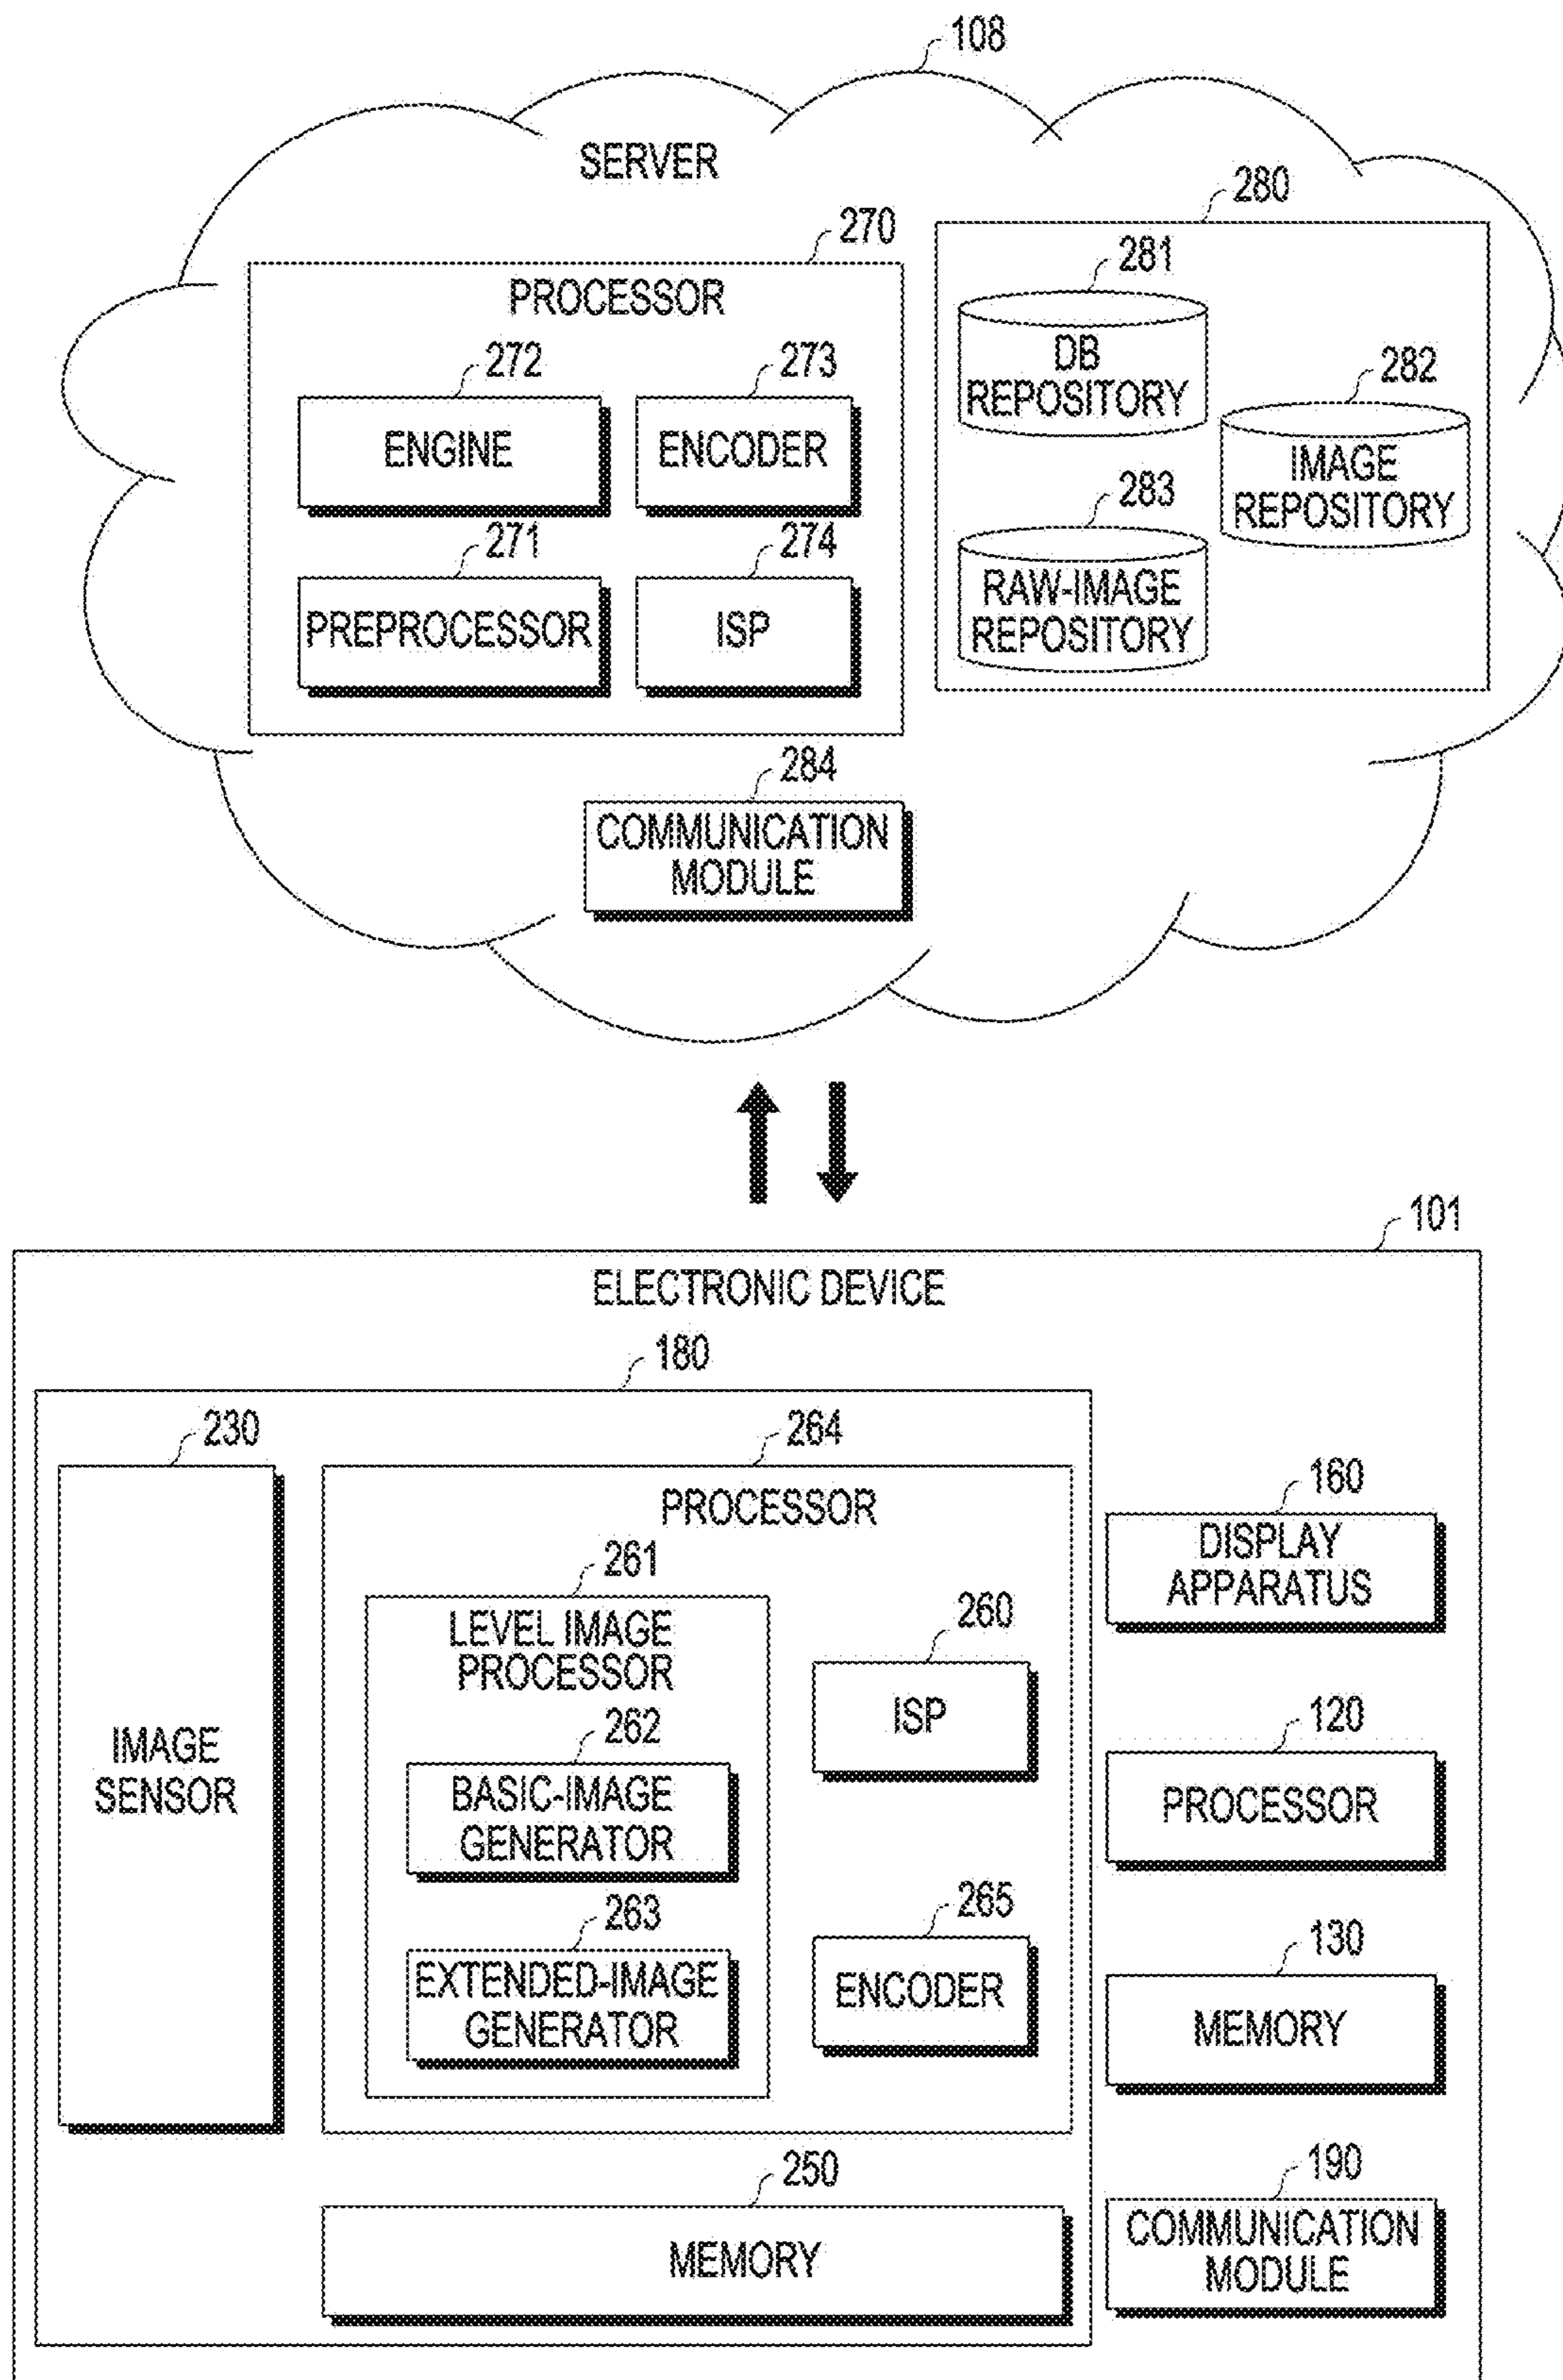 108
SERVER
270
PROCESSOR
272
ENGINE
273
ENCODER
271
PREPROCESSOR
274
ISP
280
281
DB
REPOSITORY
282
IMAGE
REPOSITORY
283
RAW-IMAGE
REPOSITORY
284
COMMUNICATION
MODULE
101
ELECTRONIC DEVICE
180
230
IMAGE
SENSOR
264
PROCESSOR
261
LEVEL IMAGE
PROCESSOR
262
BASIC-IMAGE
GENERATOR
263
EXTENDED-IMAGE
GENERATOR
260
ISP
265
ENCODER
250
MEMORY
160
DISPLAY
APPARATUS
120
PROCESSOR
130
MEMORY
190
COMMUNICATION
MODULE